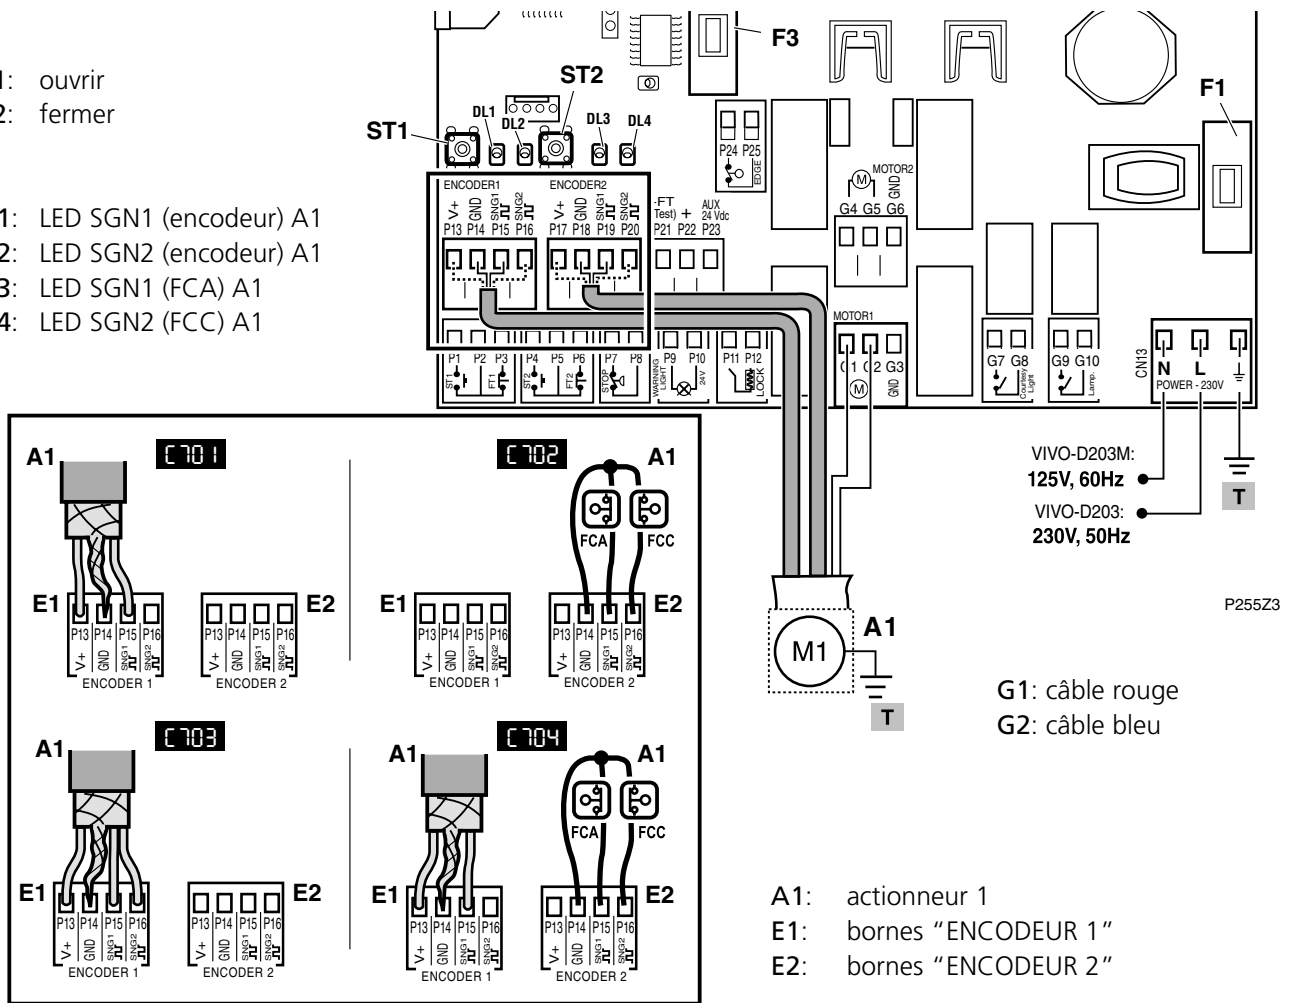 F3
F1
1: ouvrir
2: fermer
ST1
ST2
DL1
DL2
DL3
DL4
P24 P25
EDGE
MOTOR2
M
GND
G4 G5 G6
ENCODER1
ENCODER2
V+ GND SNG1 SNG2
V+ GND SNG1 SNG2
P13 P14 P15 P16
P17 P18 P19 P20
-FT
Test) +
AUX
24 Vdc
P21 P22 P23
1: LED SGN1 (encodeur) A1
2: LED SGN2 (encodeur) A1
3: LED SGN1 (FCA) A1
4: LED SGN2 (FCC) A1
MOTOR1
G1 G2 G3
M
GND
P1 P2 P3
ST1
FT1
P4 P5 P6
ST2
FT2
P7 P8
STOP
P9 P10
WARNING
LIGHT
24V
P11 P12
LOCK
G7 G8
Courtesy
Light
G9 G10
Lamp.
CN13
N L
POWER - 230V
VIVO-D203M:
125V, 60Hz
VIVO-D203:
230V, 50Hz
T
P255Z3
A1
M1
T
G1: câble rouge
G2: câble bleu
A1: actionneur 1
E1: bornes “ENCODEUR 1”
E2: bornes “ENCODEUR 2”
A1
C701
E1
P13 P14 P15 P16
V+ GND SNG1 SNG2
ENCODER 1
E2
P13 P14 P15 P16
V+ GND SNG1 SNG2
ENCODER 2
C702
A1
FCA
FCC
E1
P13 P14 P15 P16
V+ GND SNG1 SNG2
ENCODER 1
E2
P13 P14 P15 P16
V+ GND SNG1 SNG2
ENCODER 2
A1
C703
E1
P13 P14 P15 P16
V+ GND SNG1 SNG2
ENCODER 1
E2
P13 P14 P15 P16
V+ GND SNG1 SNG2
ENCODER 2
A1
C704
A1
FCA
FCC
E1
P13 P14 P15 P16
V+ GND SNG1 SNG2
ENCODER 1
E2
P13 P14 P15 P16
V+ GND SNG1 SNG2
ENCODER 2